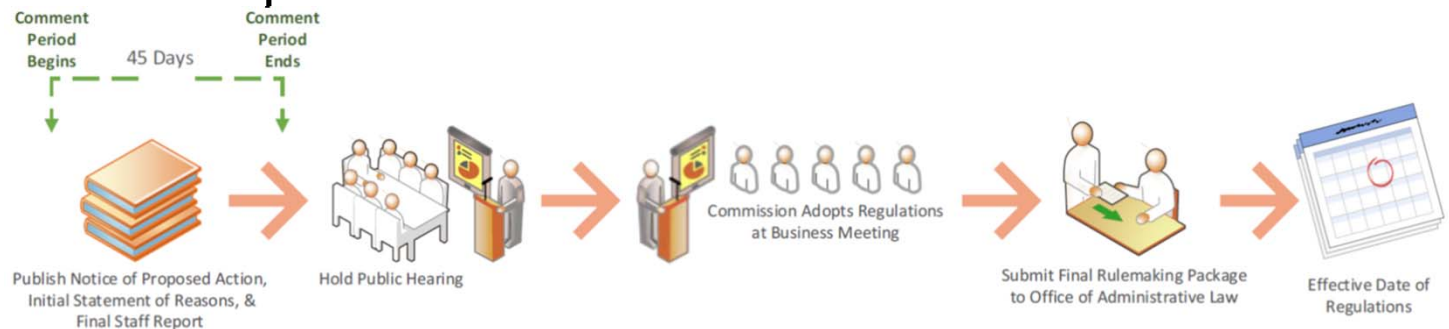 Comment
Period
Begins
45 Days
Comment
Period
Ends
Publish Notice of Proposed Action,
Initial Statement of Reasons, &
Final Staff Report
Hold Public Hearing
Commission Adopts Regulations
at Business Meeting
Submit Final Rulemaking Package
to Office of Administrative Law
Effective Date of
Regulations